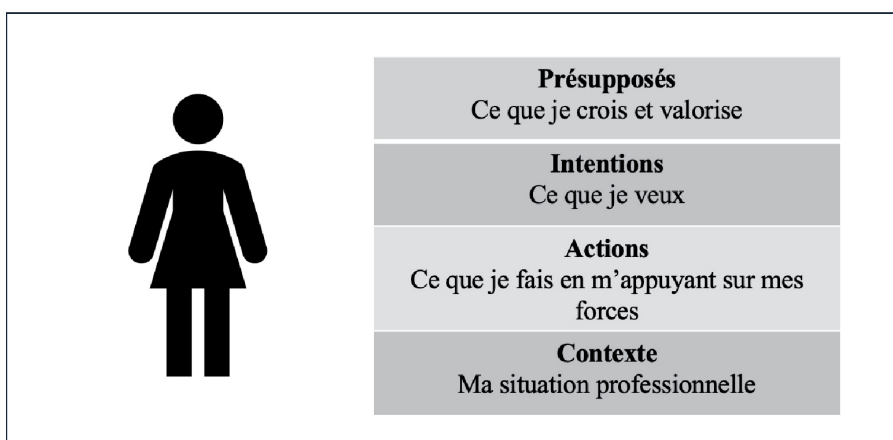 Présupposés
Ce que je crois et valorise
Intentions
Ce que je veux
Actions
Ce que je fais en m'appuyant sur mes
forces
Contexte
Ma situation professionnelle